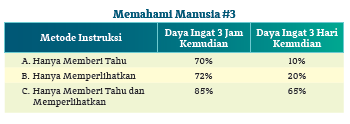 Memahami Manusia #3
Metode Instruksi Daya Ingat 3 Jam Kemudian Daya Ingat 3 Hari Kemudian
A. Hanya Memberi Tahu 70% 10%
B. Hanya Memperlihatkan 72% 20%
C. Hanya Memberi Tahu dan Memperlihatkan 85% 65%